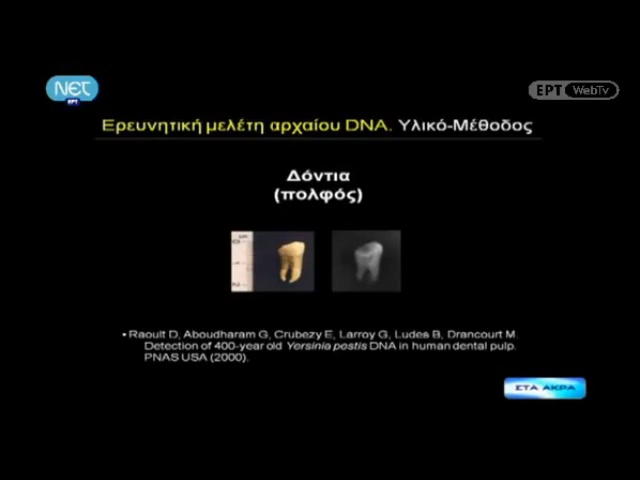 NET
ΕΡΤ
ΕΡΤ WebTv
Ερευνητική μελέτη αρχαίου DNA. Υλικό-Μέθοδος
Δόντια
(πολφός)
• Raoult D, Aboudharam G, Crubezy E, Larroy G, Ludes B, Drancourt M.
Detection of 400-year old Yersinia pestis DNA in human dental pulp.
PNAS USA (2000).
ΣΤΑ ΑΚΡΑ